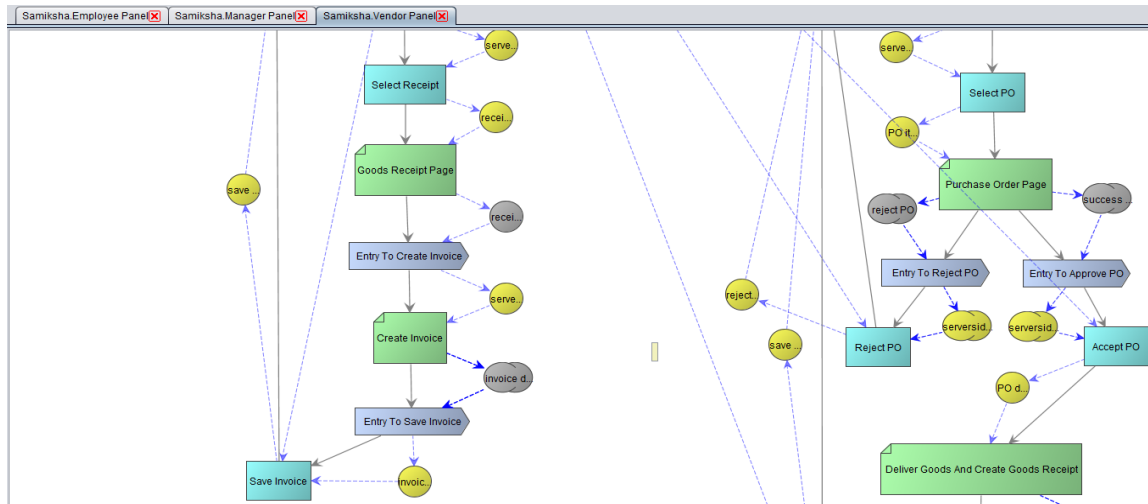 Samiksha.Employee Panel
Samiksha.Manager Panel
Samiksha.Vendor Panel
serve...
Select Receipt
recei...
Goods Receipt Page
save ...
recei...
Entry To Create Invoice
serve...
Create Invoice
invoice d...
Entry To Save Invoice
Save Invoice
invoic...
serve...
Select PO
PO it...
Purchase Order Page
reject PO
success ...
Entry To Reject PO
Entry To Approve PO
reject...
serversid...
serversid...
save ...
Reject PO
Accept PO
PO d...
Deliver Goods And Create Goods Receipt